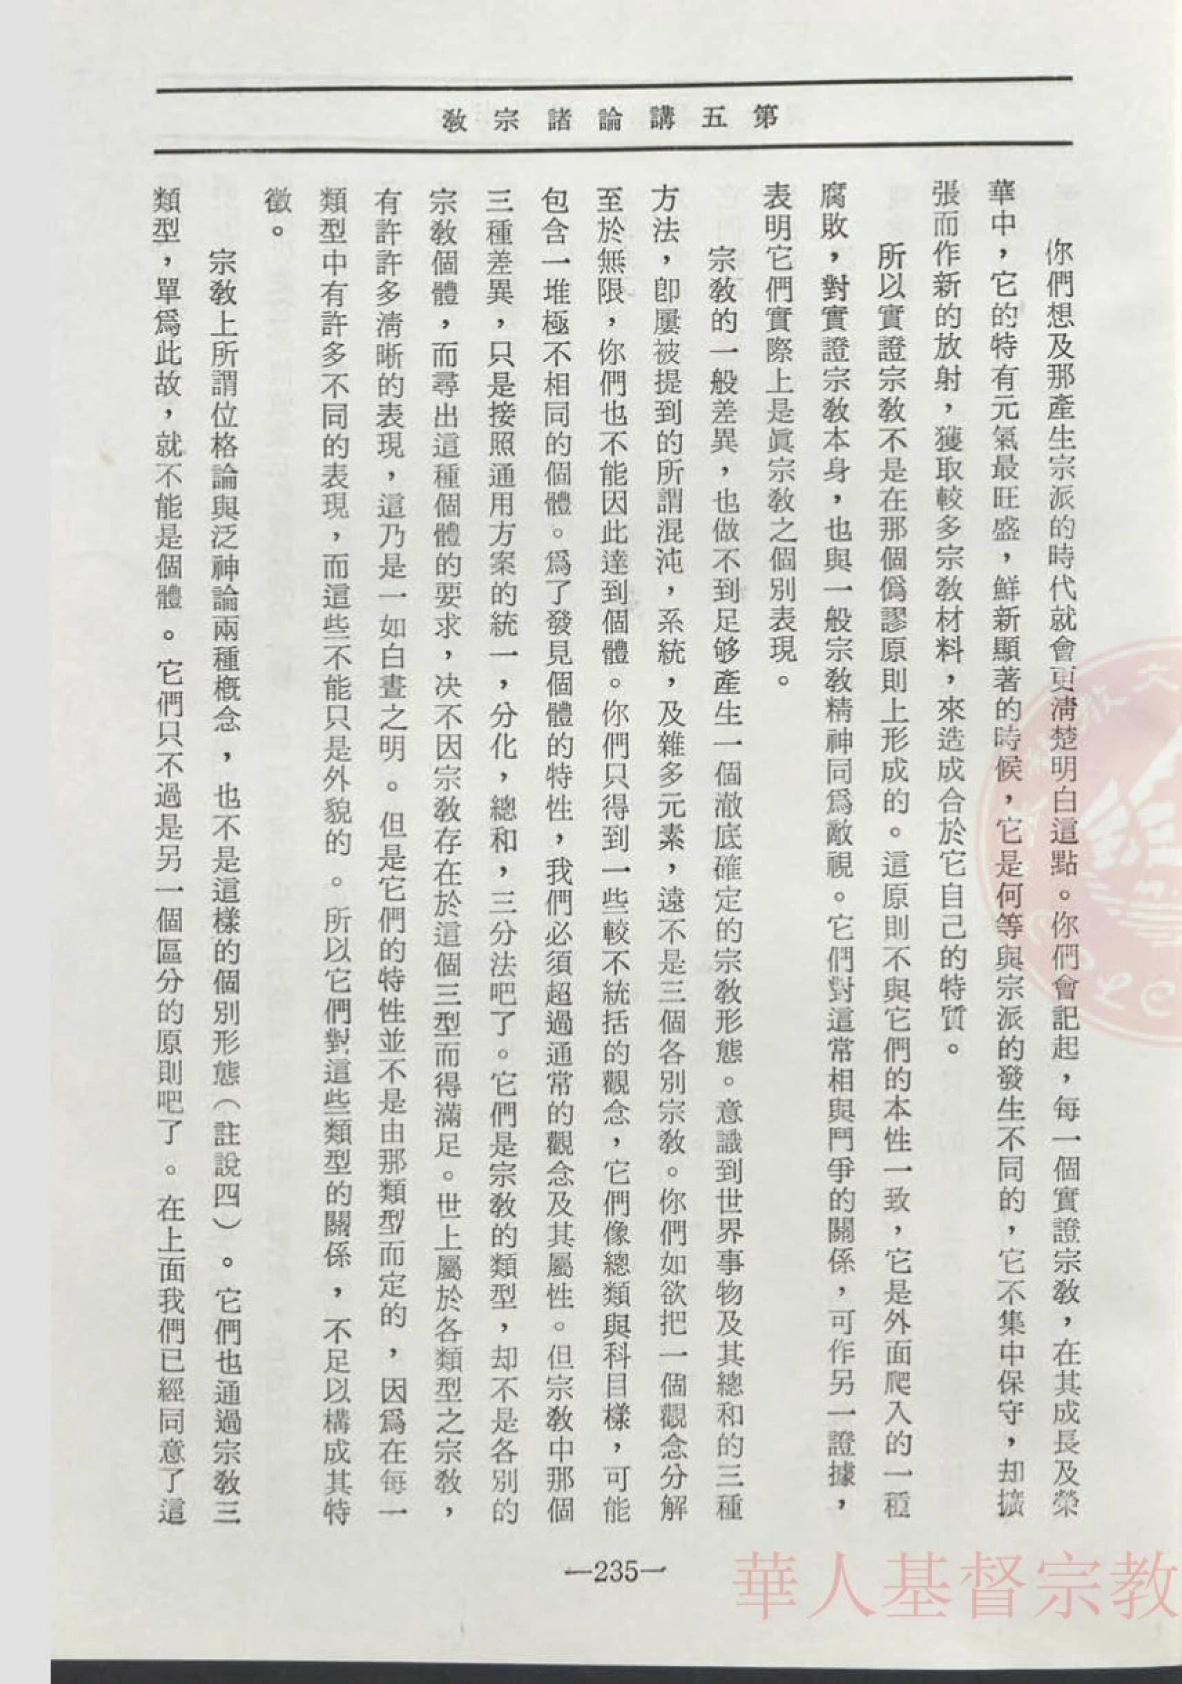 第五講論諸宗教
你們想及那產生宗派的時代就會更清楚明白這點。你們會記起，每一個實證宗教，在其成長及榮
華中，它的特有元氣最旺盛，鮮新顯著的時候，它是何等與宗派的發生不同的，它不集中保守，却擴
張而作新的放射，獲取較多宗教材料，來造成合於它自己的特質。
所以實證宗教不是在那個僞謬原則上形成的。這原則不與它們的本性一致，它是外面爬入的一種
腐敗，對實證宗教本身，也與一般宗教精神同爲敵視。它們對這常相與鬥爭的關係，可作另一證據，
表明它們實際上是眞宗教之個別表現。
宗教的一般差異，也做不到足够產生一個澈底確定的宗教形態。意識到世界事物及其總和的三種
方法，卽屢被提到的所謂混沌，系統，及雜多元素，遠不是三個各別宗教。你們如欲把一個觀念分解
至於無限，你們也不能因此達到個體。你們只得到一些較不統括的觀念，它們像總類與科目樣，可能
包含一堆極不相同的個體。爲了發見個體的特性，我們必須超過通常的觀念及其屬性。但宗教中那個
三種差異，只是按照通用方案的統一，分化，總和，三分法吧了。它們是宗教的類型，却不是各別的
宗教個體，而尋出這種個體的要求，决不因宗教存在於這個三型而得滿足。世上屬於各類型之宗教，
有許許多清晰的表現，這乃是一如白晝之明。但是它們的特性並不是由那類型而定的，因爲在每一
類型中有許多不同的表現，而這些不能只是外貌的。所以它們對這些類型的關係，不足以構成其特
徵。
宗教上所謂位格論與泛神論兩種概念，也不是這樣的個別形態（註說四）。它們也通過宗教三
類型，單爲此故，就不能是個體。它們只不過是另一個區分的原則吧了。在上面我們已經同意了這
—235—
華人基督宗教